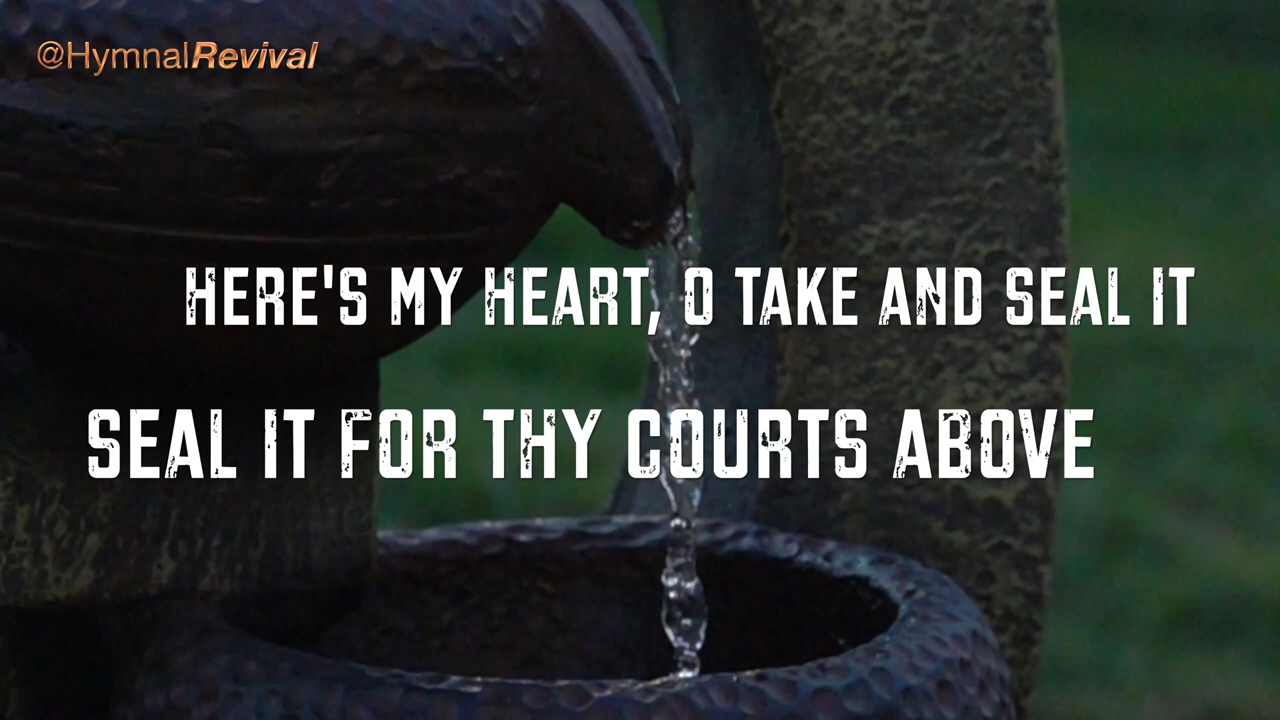 @HymnalRevival
HERE'S MY HEART, O TAKE AND SEAL IT
SEAL IT FOR THY COURTS ABOVE